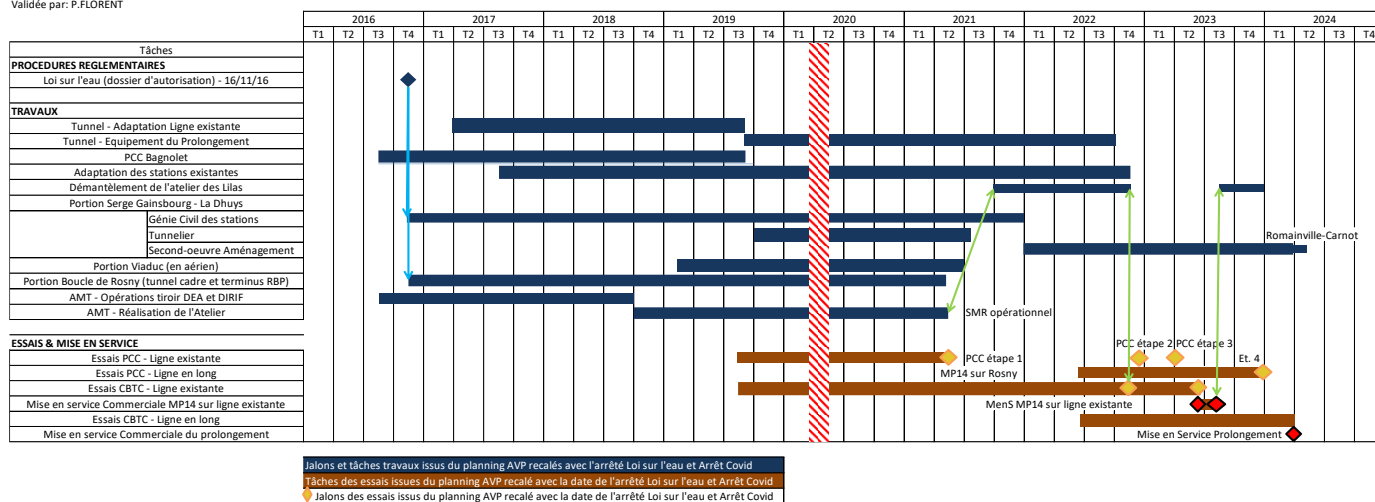 Validée par: P.FLORENT
2016 2017 2018 2019 2020 2021 2022 2023 2024
T1 T2 T3 T4 T1 T2 T3 T4 T1 T2 T3 T4 T1 T2 T3 T4 T1 T2 T3 T4 T1 T2 T3 T4 T1 T2 T3 T4 T1 T2 T3 T4 T1 T2 T3 T4
Tâches
PROCEDURES REGLEMENTAIRES
Loi sur l'eau (dossier d'autorisation) - 16/11/16
TRAVAUX
Tunnel - Adaptation Ligne existante
Tunnel - Equipement du Prolongement
PCC Bagnolet
Adaptation des stations existantes
Démantèlement de l'atelier des Lilas
Portion Serge Gainsbourg - La Dhuys
Génie Civil des stations
Tunnelier
Romainville-Carnot
Second-oeuvre Aménagement
Portion Viaduc (en aérien)
Portion Boucle de Rosny (tunnel cadre et terminus RBP)
AMT - Opérations tiroir DEA et DIRIF
AMT - Réalisation de l'Atelier
SMR opérationnel
ESSAIS & MISE EN SERVICE
PCC étape 2 PCC étape 3
Essais PCC - Ligne existante
PCC étape 1
Et. 4
Essais PCC - Ligne en long
MP14 sur Rosny
Essais CBTC - Ligne existante
Mise en service Commerciale MP14 sur ligne existante
MenS MP14 sur ligne existante
Essais CBTC - Ligne en long
Mise en service Commerciale du prolongement
Mise en Service Prolongement
Jalons et tâches travaux issus du planning AVP recalés avec l'arrêté Loi sur l'eau et Arrêt Covid
Tâches des essais issues du planning AVP recalé avec la date de l'arrêté Loi sur l'eau et Arrêt Covid
Jalons des essais issus du planning AVP recalé avec la date de l'arrêté Loi sur l'eau et Arrêt Covid